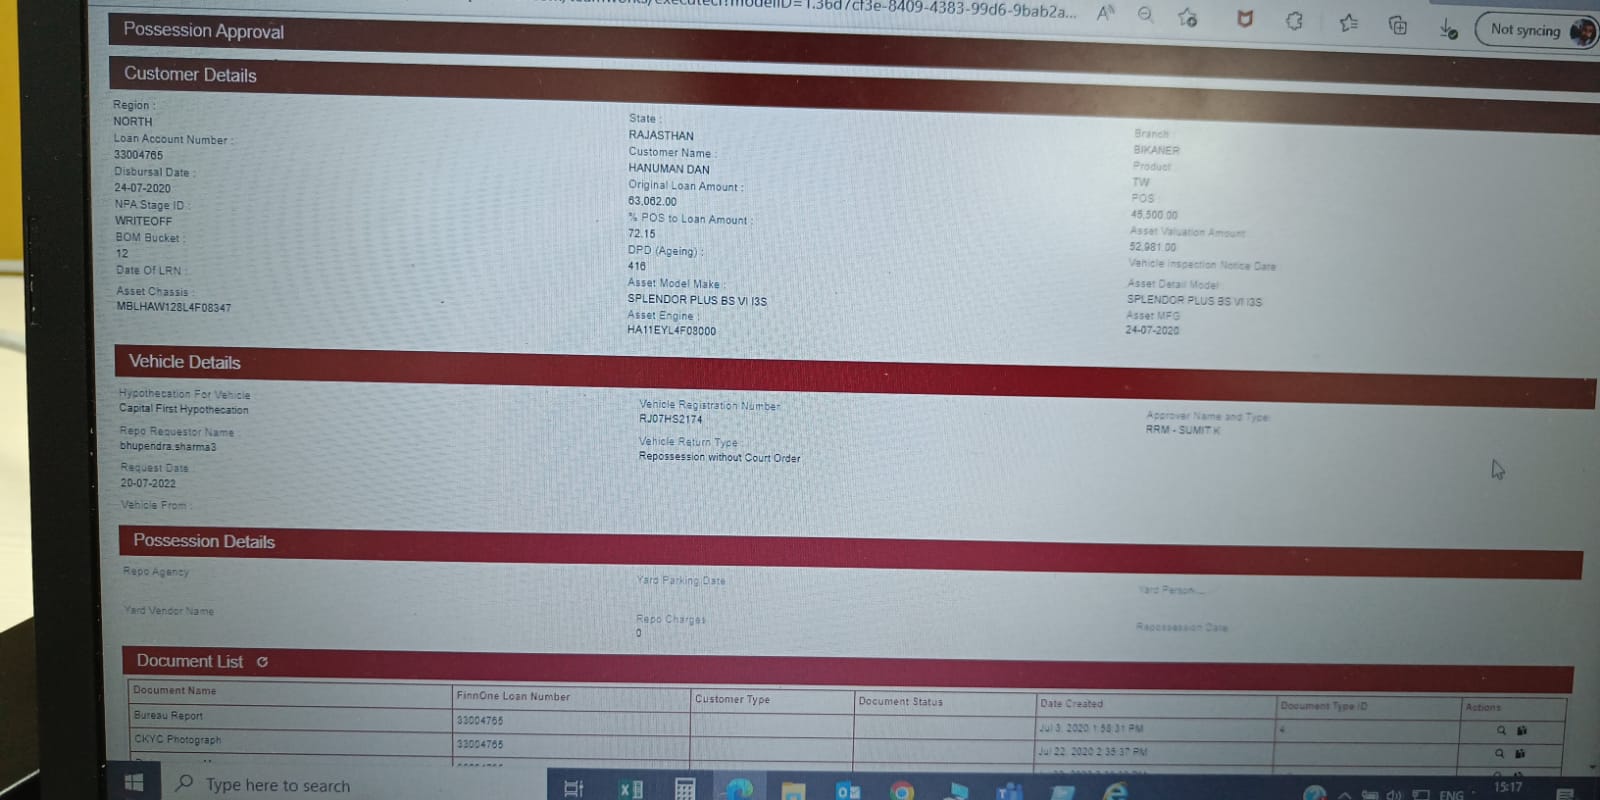 Not syncing
Possession Approval
Customer Details
Region :
NORTH
Loan Account Number :
33004765
Disbursal Date :
24-07-2020
NPA Stage ID :
WRITEOFF
BOM Bucket :
12
Date Of LRN :
Asset Chassis :
MBLHAW128L4F08347
State :
RAJASTHAN
Customer Name :
HANUMAN DAN
Original Loan Amount :
63,062.00
% POS to Loan Amount :
72.15
DPD (Ageing) :
416
Asset Model Make :
SPLENDOR PLUS BS VI I3S
Asset Engine :
HA11EYL4F08000
Branch
BIKANER
Product
TW
POS
45,500.00
Asset Valuation Amount
52,981.00
Vehicle Inspection Notice Date
Asset Detail Model
SPLENDOR PLUS BS VI I3S
Asset MFG
24-07-2020
Vehicle Details
Hypothecation For Vehicle
Capital First Hypothecation
Repo Requestor Name
bhupendra.sharma3
Request Date
20-07-2022
Vehicle From :
Vehicle Registration Number
RJ07HS2174
Vehicle Return Type :
Repossession without Court Order
Approver Name and Type
RRM - SUMIT K
Possession Details
Repo Agency
Yard Vendor Name
Yard Parking Date
Repo Charges
0
Yard Person
Repossession Date
Document List
Document Name FinnOne Loan Number Customer Type Document Status Date Created Document Type ID Actions
Bureau Report 33004765 Jul 3, 2020 1:58:31 PM 4
CKYC Photograph 33004765 Jul 22, 2020 2:35:37 PM
Type here to search
ENG
15:17